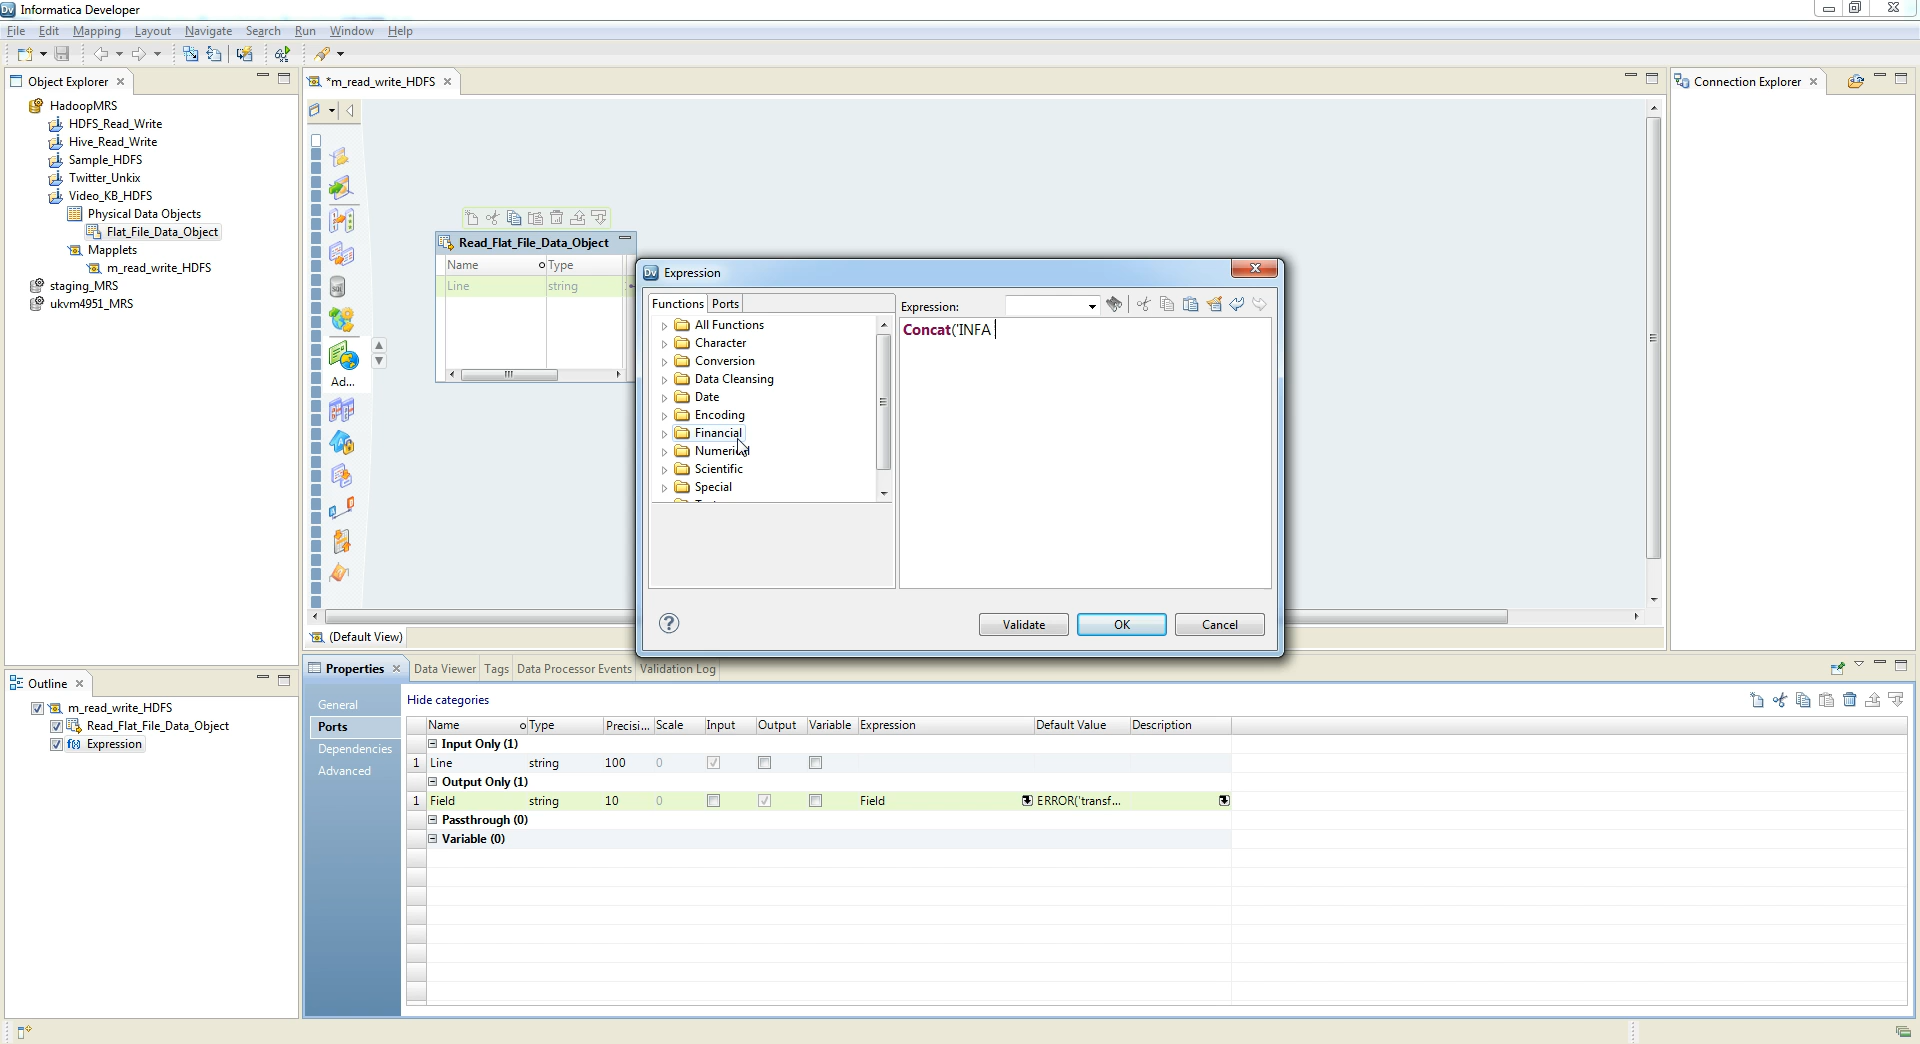 Informatica Developer
File Edit Mapping Layout Navigate Search Run Window Help
Object Explorer
HadoopMRS
HDFS_Read_Write
Hive_Read_Write
Sample_HDFS
Twitter_Unkix
Video_KB_HDFS
Physical Data Objects
Flat_File_Data_Object
Mapplets
m_read_write_HDFS
staging_MRS
ukvm4951_MRS
*m_read_write_HDFS
Ad...
Read_Flat_File_Data_Object
Name Type
Line string
(Default View)
Connection Explorer
Expression
Functions Ports
All Functions
Character
Conversion
Data Cleansing
Date
Encoding
Financial
Numerical
Scientific
Special
Expression:
Concat('INFA
Validate OK Cancel
Outline
m_read_write_HDFS
Read_Flat_File_Data_Object
f(x) Expression
Properties Data Viewer Tags Data Processor Events Validation Log
General
Ports
Dependencies
Advanced
Hide categories
Name Type Precisi... Scale Input Output Variable Expression Default Value Description
Input Only (1)
1 Line string 100 0
Output Only (1)
1 Field string 10 0 Field ERROR('transf...
Passthrough (0)
Variable (0)